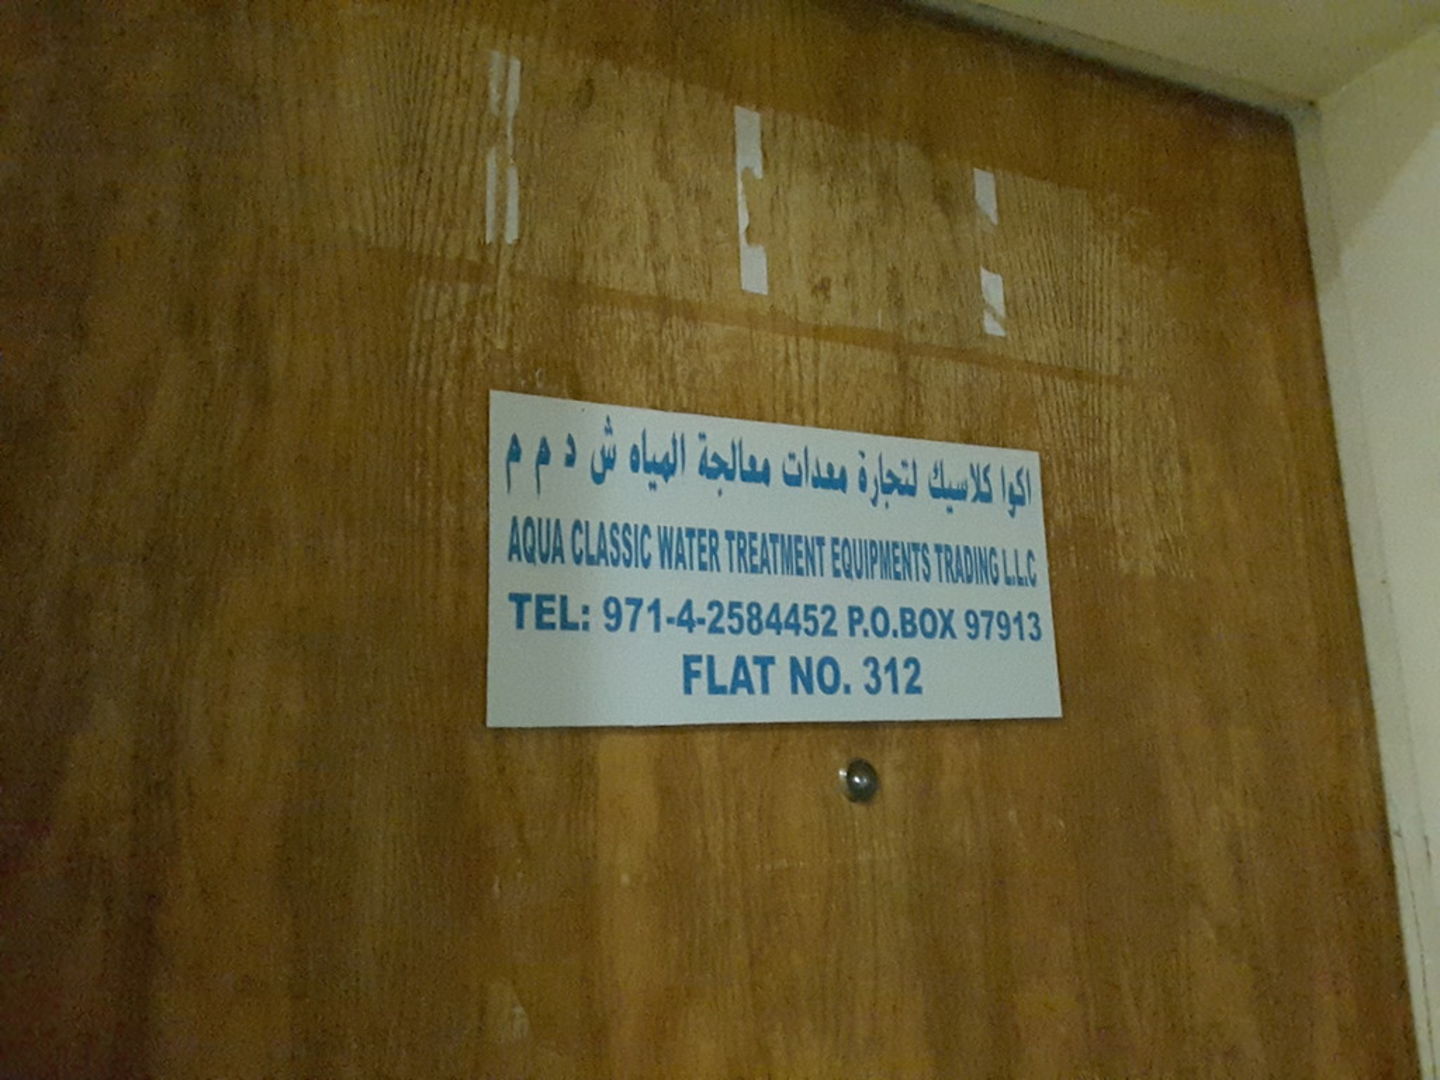 اكوا كلاسيك لتجارة معدات معالجة المياه ش د م م
AQUA CLASSIC WATER TREATMENT EQUIPMENTS TRADING L.L.C
TEL: 971-4-2584452 P.O.BOX 97913
FLAT NO. 312